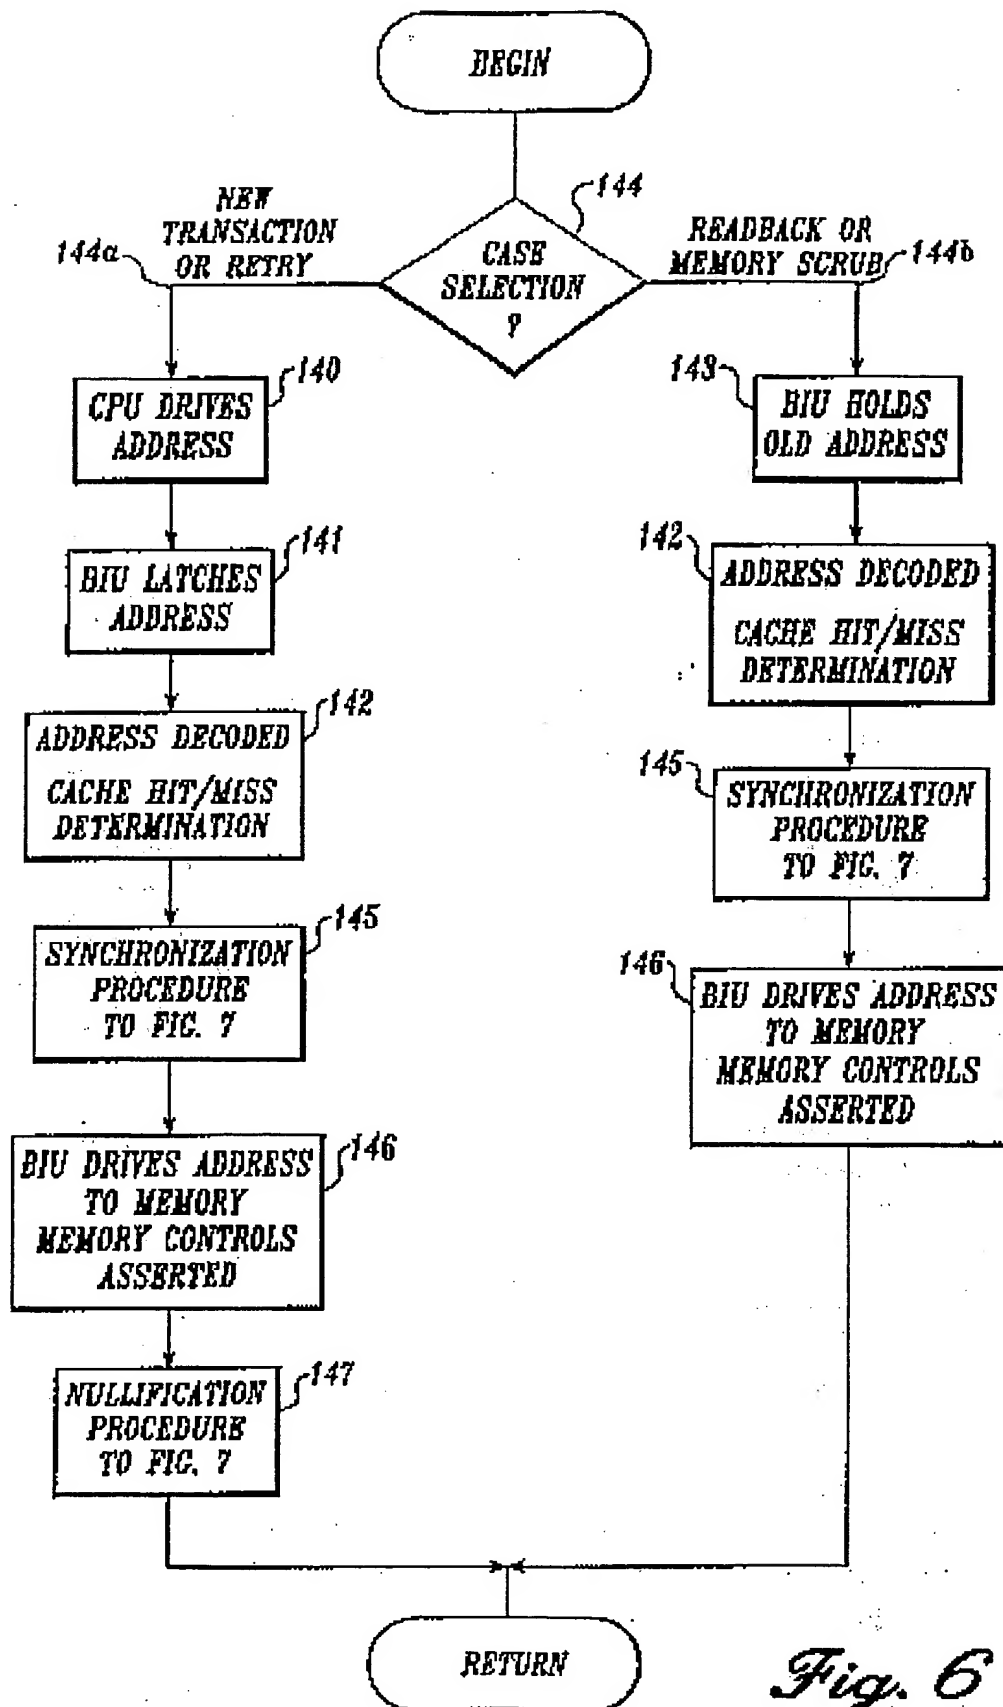 BEGIN
144
CASE
SELECTION
?
NEW
TRANSACTION
OR RETRY
144a
READBACK OR
MEMORY SCRUB
144b
140
CPU DRIVES
ADDRESS
141
BIU LATCHES
ADDRESS
142
ADDRESS DECODED
CACHE HIT/MISS
DETERMINATION
145
SYNCHRONIZATION
PROCEDURE
TO FIG. 7
146
BIU DRIVES ADDRESS
TO MEMORY
MEMORY CONTROLS
ASSERTED
147
NULLIFICATION
PROCEDURE
TO FIG. 7
143
BIU HOLDS
OLD ADDRESS
142
ADDRESS DECODED
CACHE HIT/MISS
DETERMINATION
145
SYNCHRONIZATION
PROCEDURE
TO FIG. 7
146
BIU DRIVES ADDRESS
TO MEMORY
MEMORY CONTROLS
ASSERTED
RETURN
Fig. 6